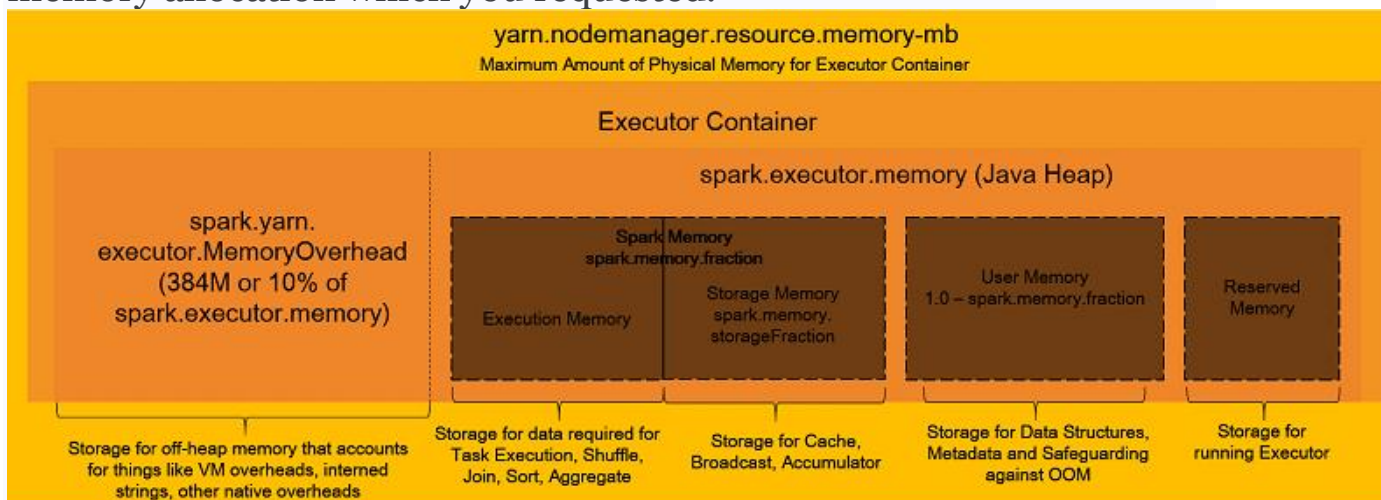 memory allocation which you requested.
yarn.nodemanager.resource.memory-mb
Maximum Amount of Physical Memory for Executor Container
Executor Container
spark.yarn.
executor.MemoryOverhead
(384M or 10% of
spark.executor.memory)
spark.executor.memory (Java Heap)
Spark Memory
spark.memory.fraction
Execution Memory
Storage Memory
spark.memory.
storageFraction
User Memory
1.0 – spark.memory.fraction
Reserved
Memory
Storage for off-heap memory that accounts
for things like VM overheads, interned
strings, other native overheads
Storage for data required for
Task Execution, Shuffle,
Join, Sort, Aggregate
Storage for Cache,
Broadcast, Accumulator
Storage for Data Structures,
Metadata and Safeguarding
against OOM
Storage for
running Executor